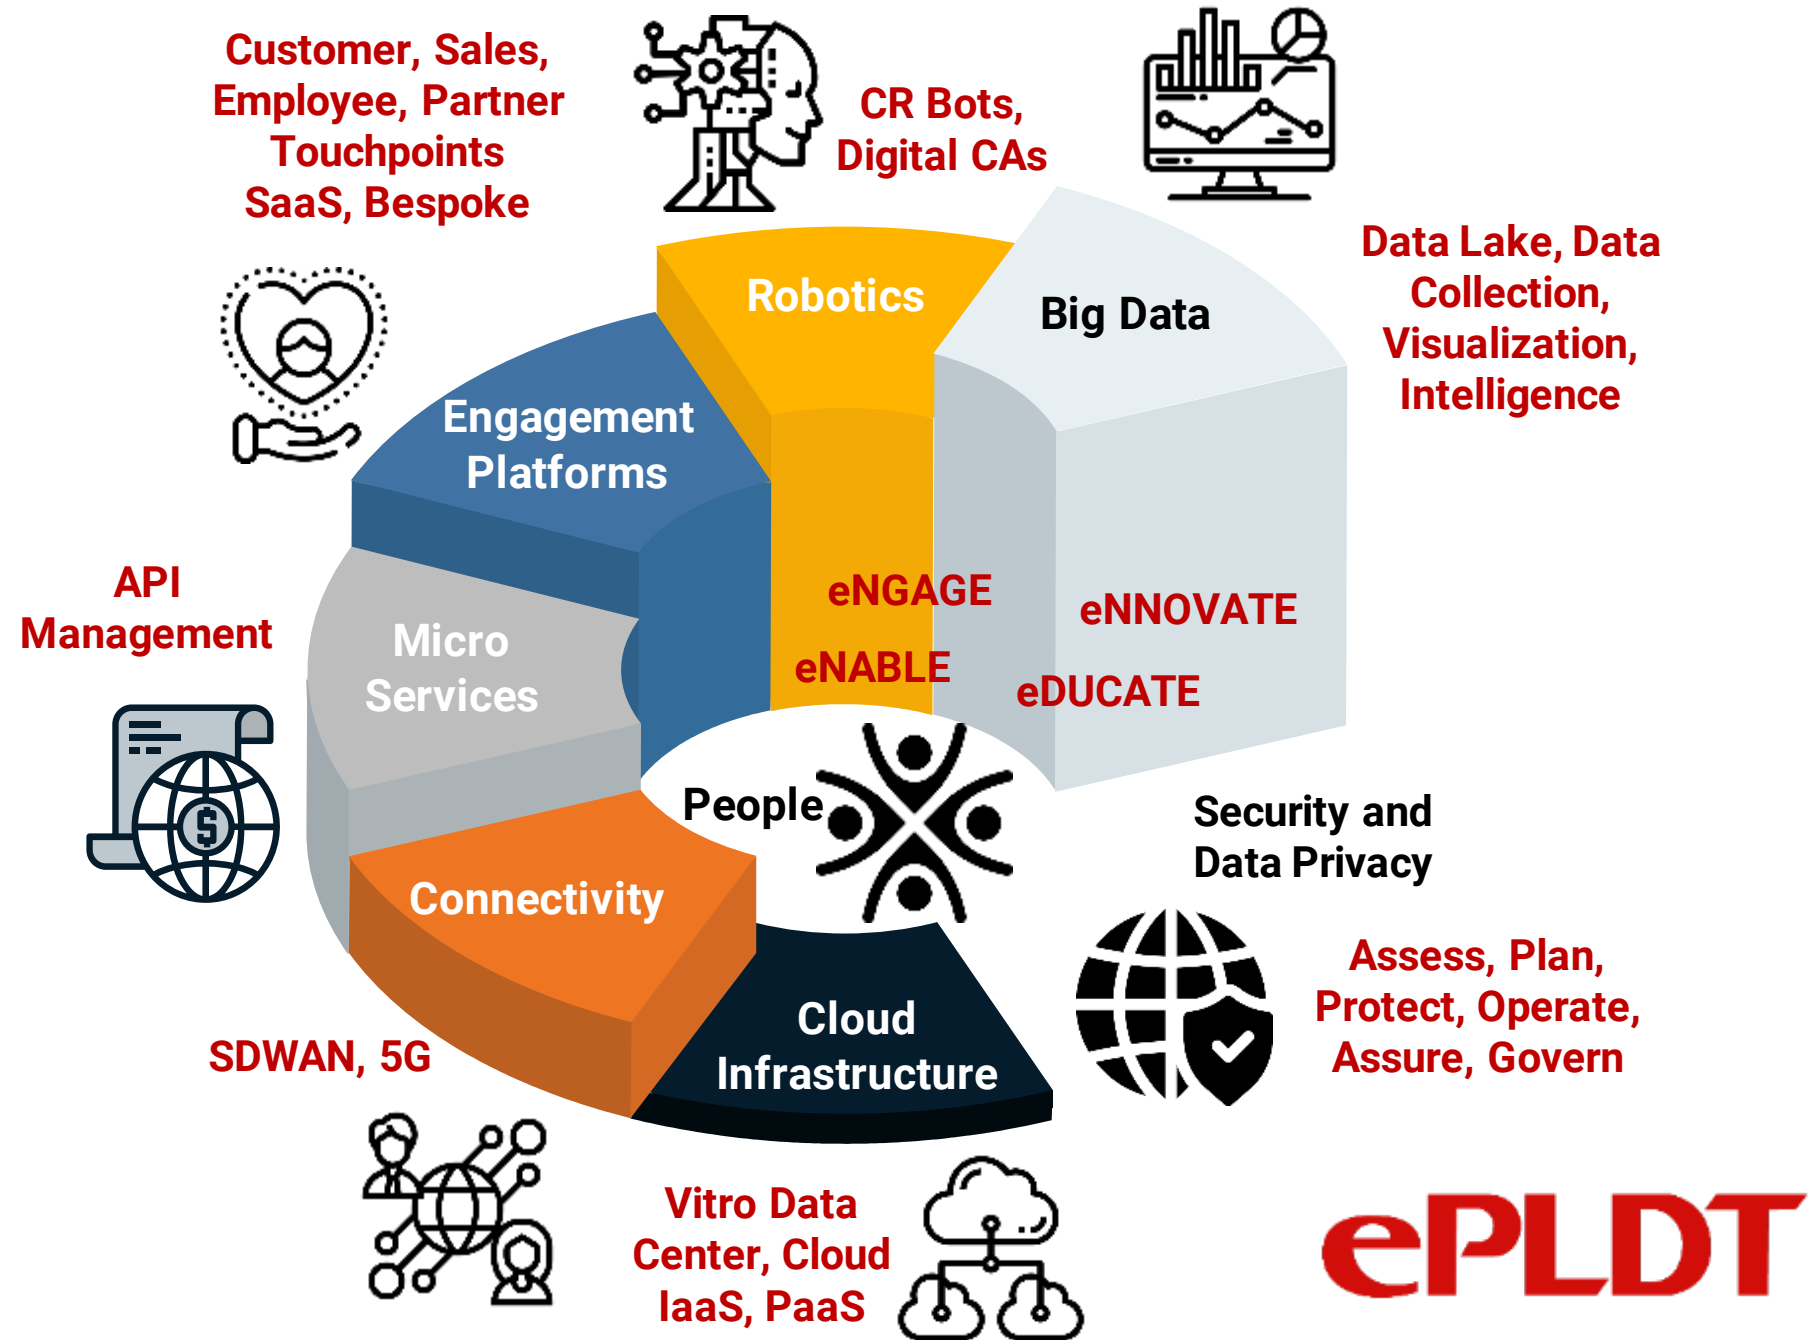 Customer, Sales,
Employee, Partner
Touchpoints
SaaS, Bespoke
CR Bots,
Digital CAs
Data Lake, Data
Collection,
Visualization,
Intelligence
Robotics
Big Data
Engagement
Platforms
API
Management
Micro
Services
eNGAGE
eNNOVATE
eNABLE
eDUCATE
People
Security and
Data Privacy
Connectivity
Assess, Plan,
Protect, Operate,
Assure, Govern
Cloud
Infrastructure
SDWAN, 5G
Vitro Data
Center, Cloud
IaaS, PaaS
ePLDT
$